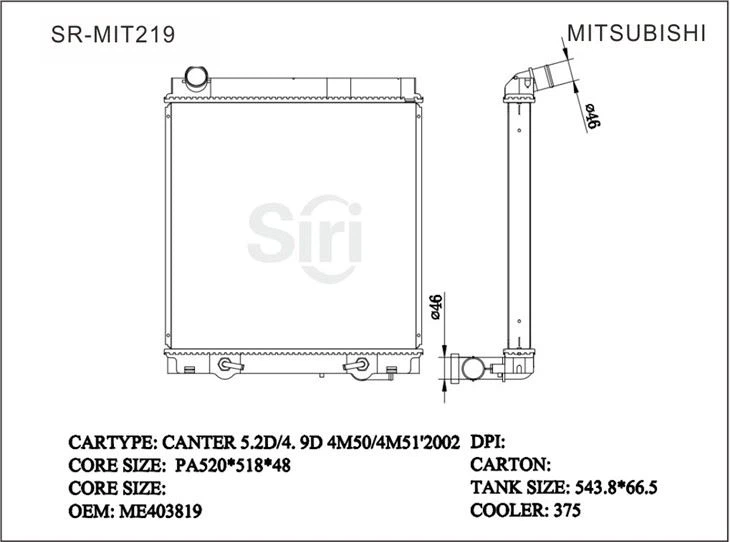 SR-MIT219
MITSUBISHI
ø46
Siri
ø46
CARTYPE: CANTER 5.2D/4. 9D 4M50/4M51'2002
CORE SIZE: PA520*518*48
CORE SIZE:
OEM: ME403819
DPI:
CARTON:
TANK SIZE: 543.8*66.5
COOLER: 375